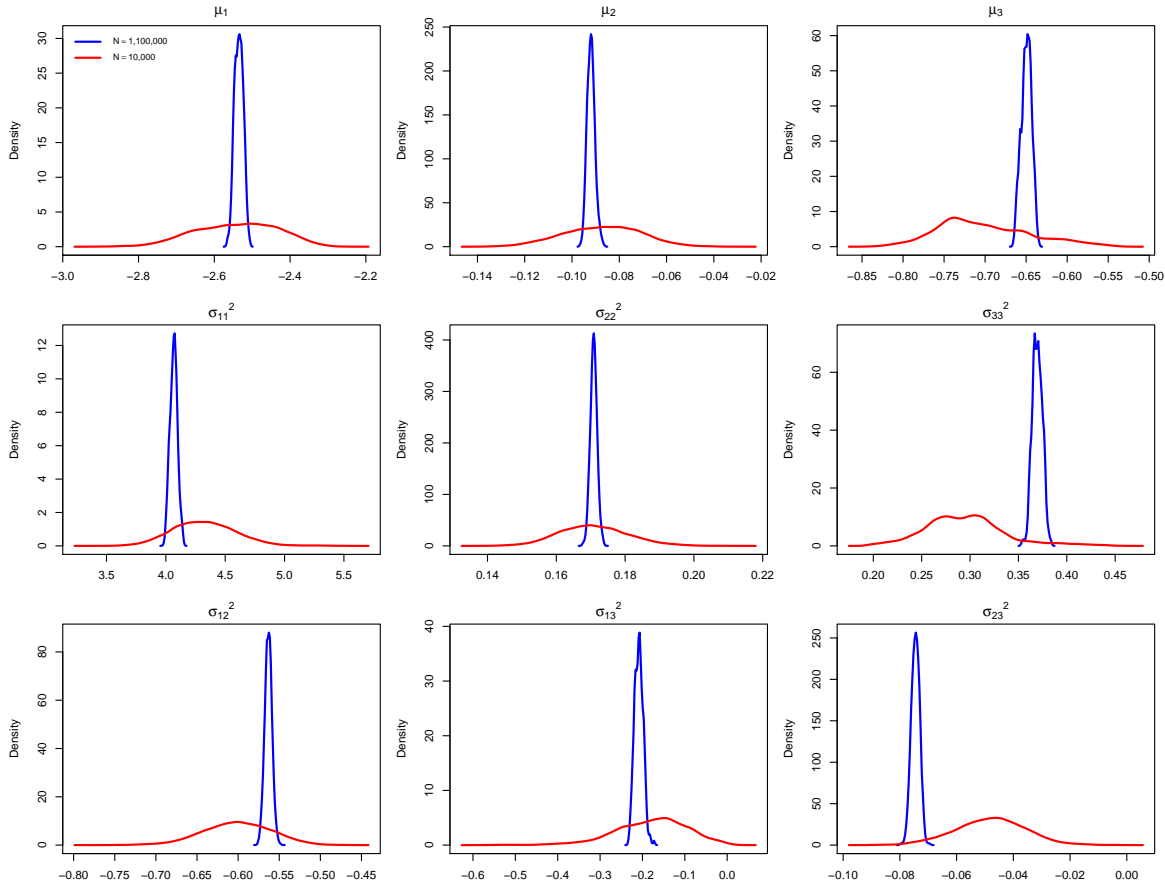 μ₁
μ₂
μ₃
N ≃ 1,100,000
N = 10,000
Density
0 5 10 15 20 25 30
−3.0 −2.8 −2.6 −2.4 −2.2
Density
0 50 100 150 200 250
−0.14 −0.12 −0.10 −0.08 −0.06 −0.04 −0.02
Density
0 10 20 30 40 50 60
−0.85 −0.80 −0.75 −0.70 −0.65 −0.60 −0.55 −0.50
σ₁₁²
σ₂₂²
σ₃₃²
Density
0 2 4 6 8 10 12
3.5 4.0 4.5 5.0 5.5
Density
0 100 200 300 400
0.14 0.16 0.18 0.20 0.22
Density
0 20 40 60
0.20 0.25 0.30 0.35 0.40 0.45
σ₁₂²
σ₁₃²
σ₂₃²
Density
0 20 40 60 80
−0.80 −0.75 −0.70 −0.65 −0.60 −0.55 −0.50 −0.45
Density
0 10 20 30 40
−0.6 −0.5 −0.4 −0.3 −0.2 −0.1 0.0
Density
0 50 100 150 200 250
−0.10 −0.08 −0.06 −0.04 −0.02 0.00